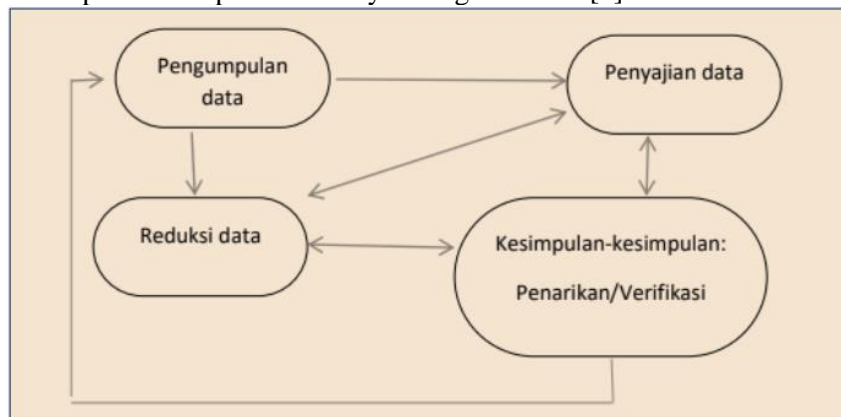 Pengumpulan
data
Penyajian data
Reduksi data
Kesimpulan-kesimpulan:
Penarikan/Verifikasi